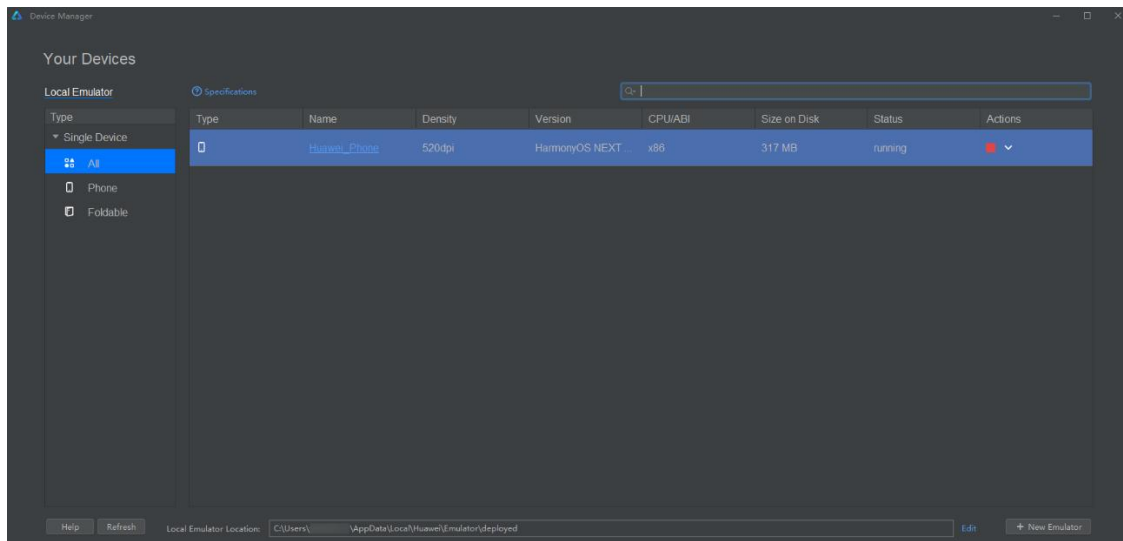 Device Manager
Your Devices
Local Emulator
Specifications
Type
Single Device
All
Phone
Foldable
Type Name Density Version CPU/ABI Size on Disk Status Actions
Huawei_Phone 520dpi HarmonyOS NEXT... x86 317 MB running
Help Refresh Local Emulator Location: C:\Users\ \AppData\Local\Huawei\Emulator\deployed Edit + New Emulator